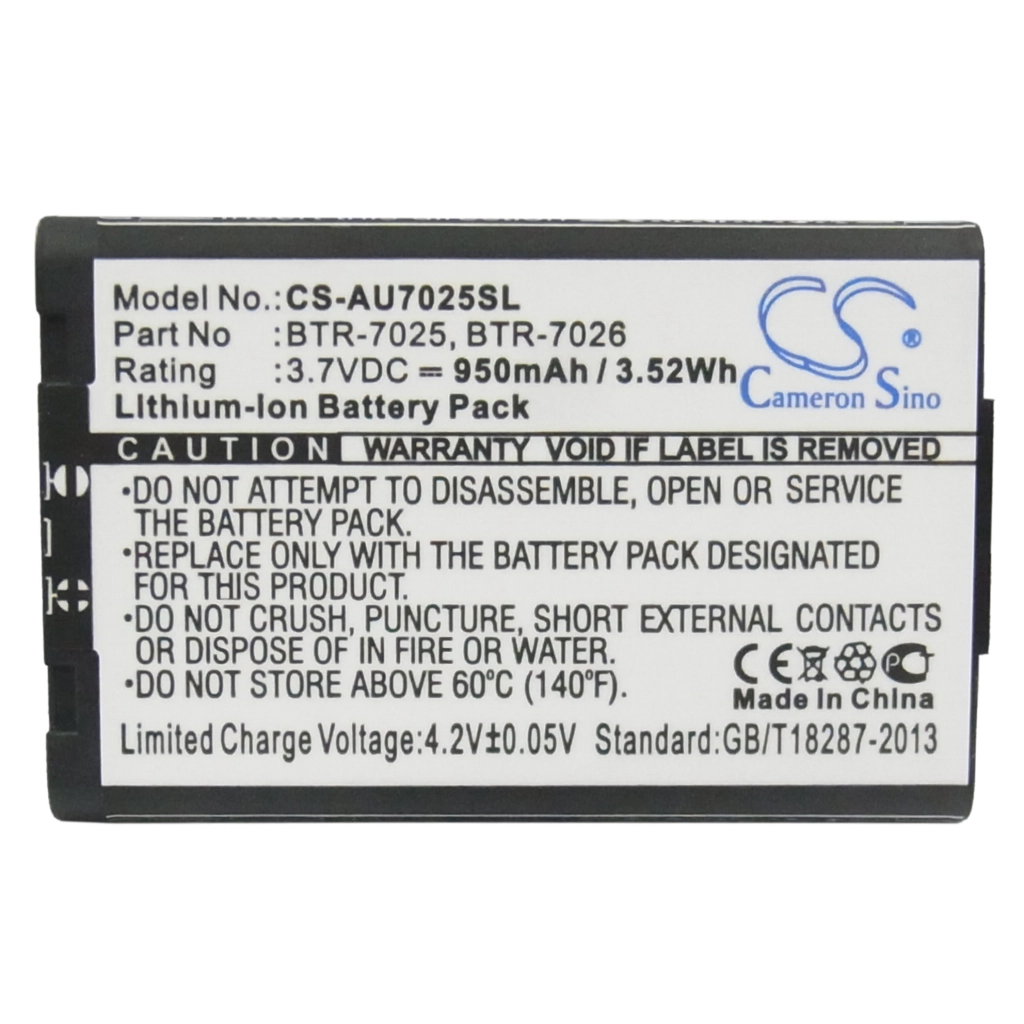 Model No.: CS-AU7025SL
Part No : BTR-7025, BTR-7026
Rating : 3.7VDC ⎓ 950mAh / 3.52Wh
Lithium-Ion Battery Pack
CS ®
Cameron Sino
CAUTION WARRANTY VOID IF LABEL IS REMOVED
•DO NOT ATTEMPT TO DISASSEMBLE, OPEN OR SERVICE
THE BATTERY PACK.
•REPLACE ONLY WITH THE BATTERY PACK DESIGNATED
FOR THIS PRODUCT.
•DO NOT CRUSH, PUNCTURE, SHORT EXTERNAL CONTACTS
OR DISPOSE OF IN FIRE OR WATER.
•DO NOT STORE ABOVE 60°C (140°F).
CE PCT
Made In China
Limited Charge Voltage:4.2V±0.05V Standard:GB/T18287-2013